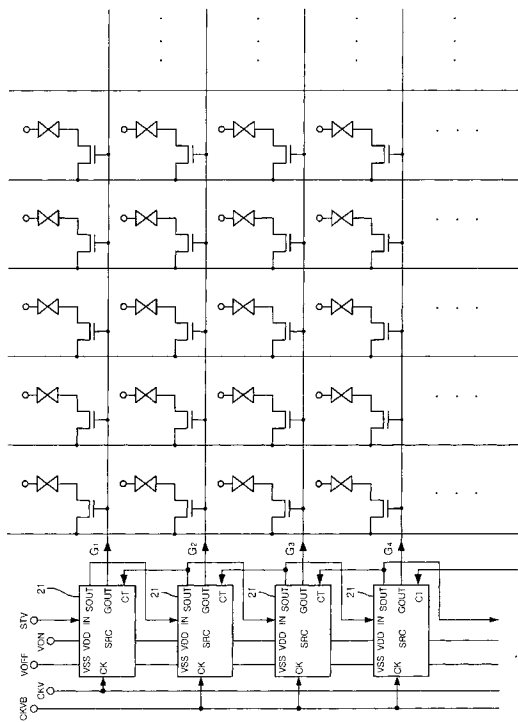 CKVB
CKV
VOFF
VON
STV
21
VSS VDD IN SOUT
SRC GOUT
CK CT
G1
21
VSS VDD IN SOUT
SRC GOUT
CK CT
G2
21
VSS VDD IN SOUT
SRC GOUT
CK CT
G3
21
VSS VDD IN SOUT
SRC GOUT
CK CT
G4